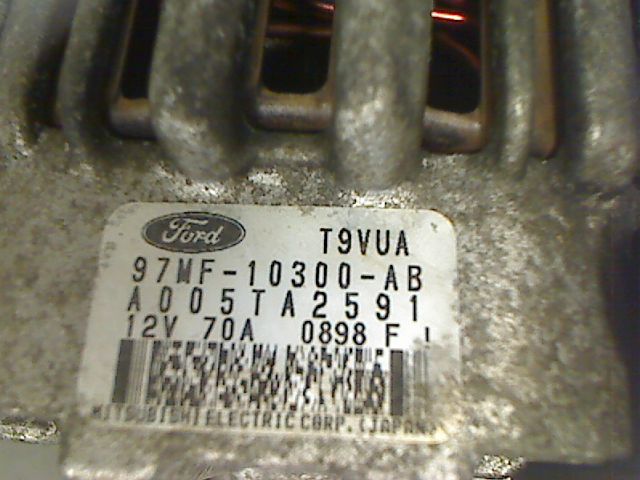 Ford T9VUA
97MF-10300-AB
A005TA2591
12V 70A 0898 F I
MITSUBISHI ELECTRIC CORP. (JAPAN)